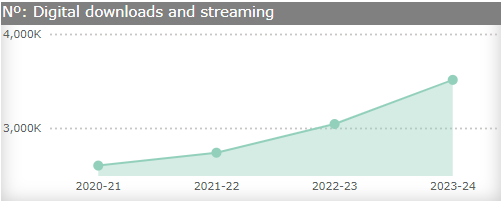 Nº: Digital downloads and streaming
4,000K
3,000K
2020-21 2021-22 2022-23 2023-24